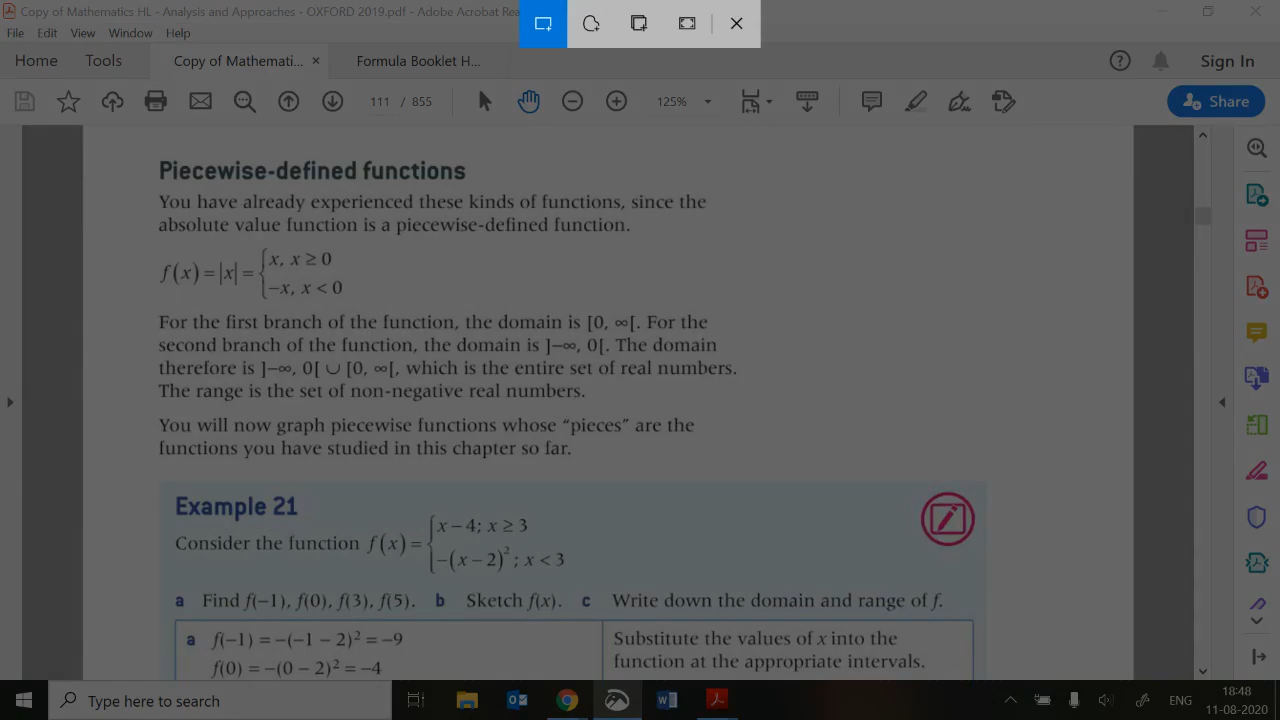 Copy of Mathematics HL - Analysis and Approaches - OXFORD 2019.pdf - Adobe Acrobat Rea
File Edit View Window Help
Home Tools Copy of Mathemati... × Formula Booklet H... Sign In
111 / 855 125% Share
Piecewise-defined functions
You have already experienced these kinds of functions, since the
absolute value function is a piecewise-defined function.
f(x) = |x| = { x, x ≥ 0
−x, x < 0
For the first branch of the function, the domain is [0, ∞[. For the
second branch of the function, the domain is ]−∞, 0[. The domain
therefore is ]−∞, 0[ ∪ [0, ∞[, which is the entire set of real numbers.
The range is the set of non-negative real numbers.
You will now graph piecewise functions whose “pieces” are the
functions you have studied in this chapter so far.
Example 21
Consider the function f(x) = { x − 4; x ≥ 3
−(x − 2)²; x < 3
a Find f(−1), f(0), f(3), f(5). b Sketch f(x). c Write down the domain and range of f.
a f(−1) = −(−1 − 2)² = −9
f(0) = −(0 − 2)² = −4
Substitute the values of x into the
function at the appropriate intervals.
Type here to search
ENG
18:48
11-08-2020